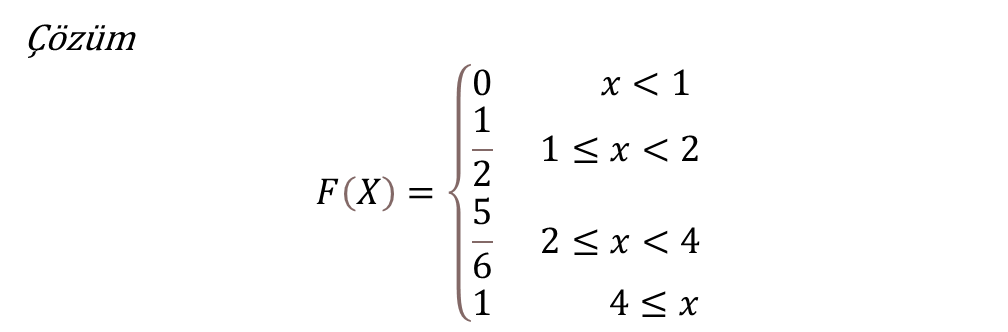 Çözüm
0 x < 1
1/2 1 ≤ x < 2
F(X) =
5/6 2 ≤ x < 4
1 4 ≤ x